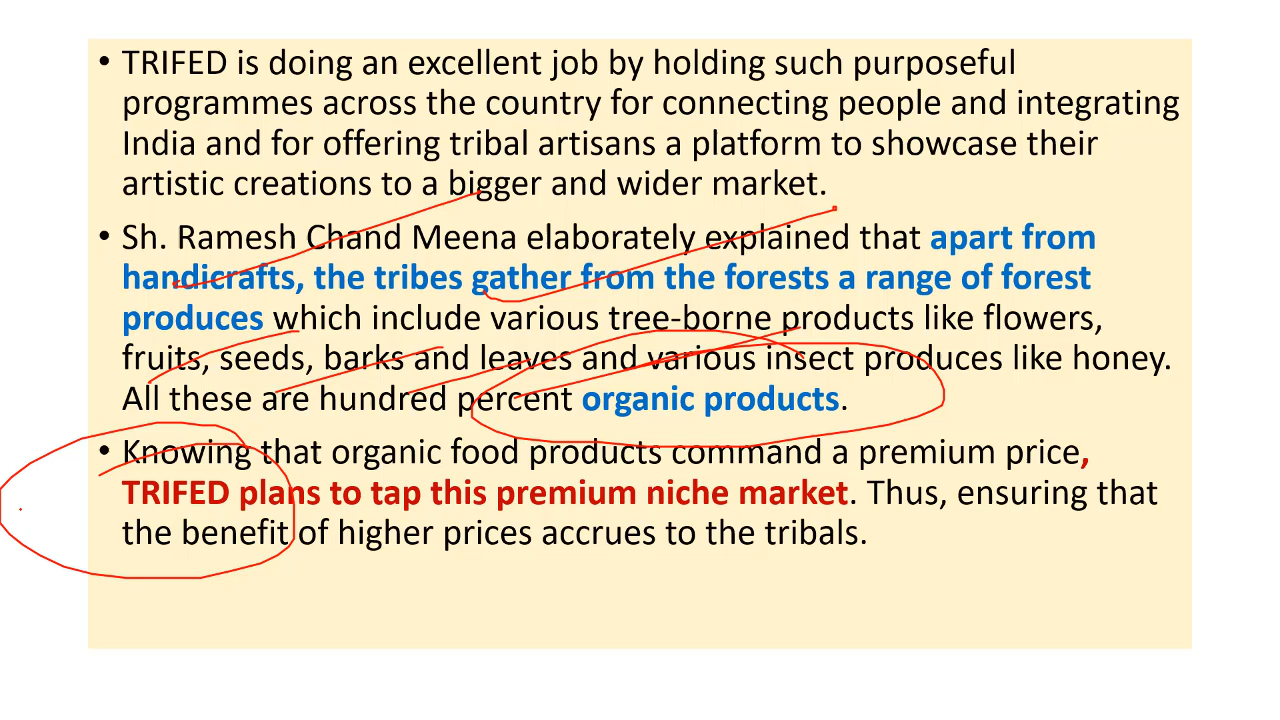 • TRIFED is doing an excellent job by holding such purposeful
programmes across the country for connecting people and integrating
India and for offering tribal artisans a platform to showcase their
artistic creations to a bigger and wider market.
• Sh. Ramesh Chand Meena elaborately explained that apart from
handicrafts, the tribes gather from the forests a range of forest
produces which include various tree-borne products like flowers,
fruits, seeds, barks and leaves and various insect produces like honey.
All these are hundred percent organic products.
• Knowing that organic food products command a premium price,
TRIFED plans to tap this premium niche market. Thus, ensuring that
the benefit of higher prices accrues to the tribals.